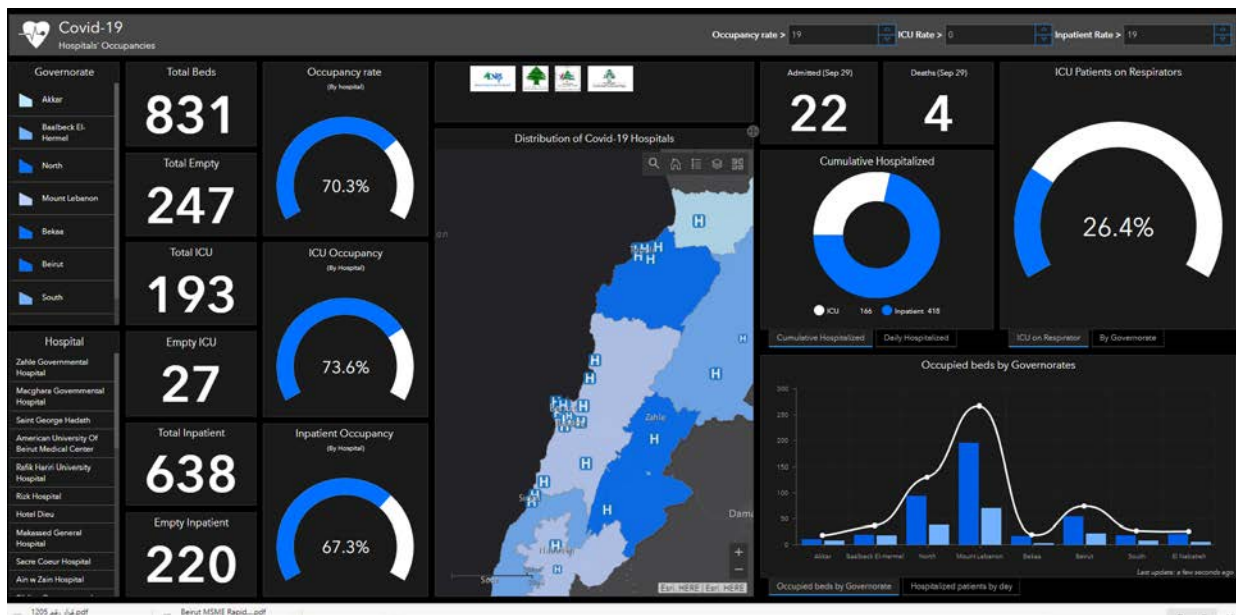 Covid-19
Hospitals' Occupancies
Occupancy rate > 19
ICU Rate > 0
Inpatient Rate > 19
Governorate
Akkar
Baalbeck El-
Hermel
North
Mount Lebanon
Bekaa
Beirut
South
Hospital
Zahle Governmental
Hospital
Macghara Governmental
Hospital
Saint George Hadath
American University Of
Beirut Medical Center
Rafik Hariri University
Hospital
Rizk Hospital
Hotel Dieu
Makassed General
Hospital
Sacre Coeur Hospital
Ain w Zain Hospital
Total Beds
831
Total Empty
247
Total ICU
193
Empty ICU
27
Total Inpatient
638
Empty Inpatient
220
Occupancy rate
(By hospital)
70.3%
ICU Occupancy
(By Hospital)
73.6%
Inpatient Occupancy
(By Hospital)
67.3%
Distribution of Covid-19 Hospitals
on
H
H H H
H H
H
H
H
Zahle
H
H
H
H
Dama
H
H
Esri, HERE | Esri, HERE
Admitted (Sep 29)
22
Deaths (Sep 29)
4
Cumulative Hospitalized
ICU 166
Inpatient 418
Cumulative Hospitalized
Daily Hospitalized
ICU Patients on Respirators
26.4%
ICU on Respirator
By Governorate
Occupied beds by Governorates
300
250
200
150
100
50
0
Akkar
Baalbeck El-Hermel
North
Mount Lebanon
Bekaa
Beirut
South
El Nabatieh
Last update: a few seconds ago
Occupied beds by Governorate
Hospitalized patients by day
1205 قرار رقم.pdf
Beirut MSME Rapid....pdf